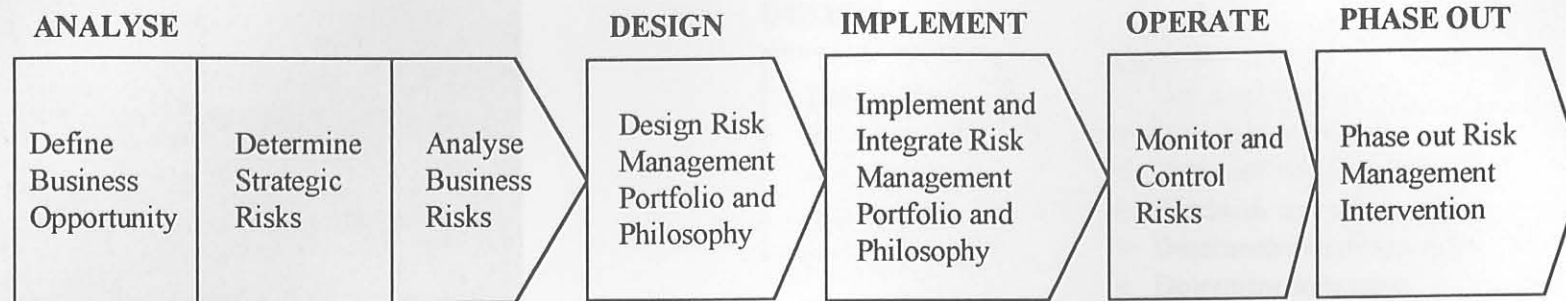 ANALYSE
DESIGN
IMPLEMENT
OPERATE
PHASE OUT
Define
Business
Opportunity
Determine
Strategic
Risks
Analyse
Business
Risks
Design Risk
Management
Portfolio and
Philosophy
Implement and
Integrate Risk
Management
Portfolio and
Philosophy
Monitor and
Control
Risks
Phase out Risk
Management
Intervention